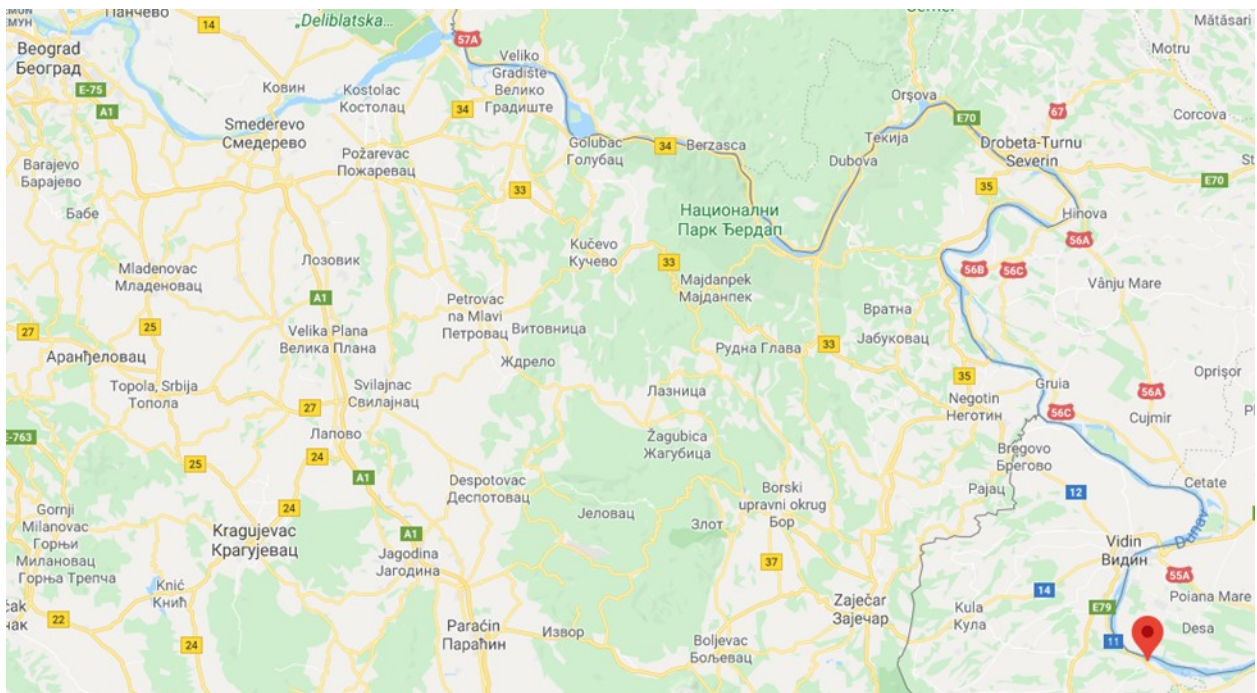 Панчево
14
„Deliblatska...
57A
Mătăsari
Beograd
Београд
E-75
A1
Ковин
Kostolac
Костолац
Veliko
Gradište
Велико
Градиште
Motru
Smederevo
Смедерево
34
Orşova
E70
67
Corcova
Barajevo
Барајево
Požarevac
Пожаревац
Golubac
Голубац
34
Berzasca
Текија
Dubova
Drobeta-Turnu
Severin
E70
Бабе
33
35
Национални
Парк Ђердап
Hinova
56A
Mladenovac
Младеновац
Лозовик
Kučevo
Кучево
33
56B
56C
Majdanpek
Мајданпек
Vânju Mare
A1
Petrovac
na Mlavi
Петровац
27
25
Velika Plana
Велика Плана
Витовница
Вратна
Јабуковац
Аранђеловац
Ждрело
Рудна Глава
33
Topola, Srbija
Топола
Svilajnac
Свилајнац
Лазница
35
Gruia
Oprişor
56A
E-763
27
Negotin
Неготин
56C
Cujmir
Лапово
Žagubica
Жагубица
25
24
Bregovo
Брегово
A1
Despotovac
Деспотовац
Borski
upravni okrug
Бор
Рајац
12
Cetate
Gornji
Milanovac
Горњи
Милановац
Горња Трепча
24
Јеловац
Злот
Dunav
Kragujevac
Крагујевац
A1
Jagodina
Јагодина
Vidin
Видин
37
55A
Knić
Кнић
14
Poiana Mare
22
Zaječar
Зајечар
Kula
Кула
E79
Paraćin
Параћин
Извор
24
Boljevac
Бољевац
11
Desa